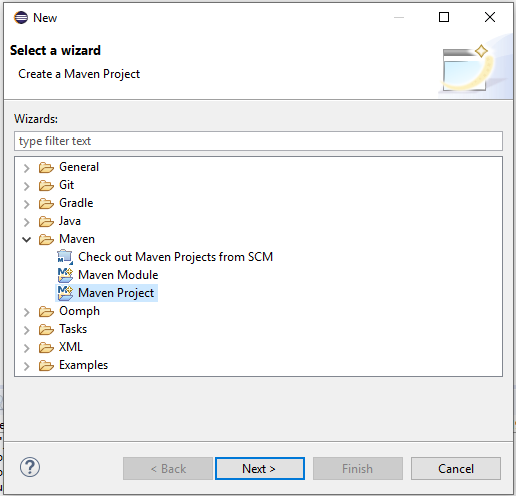 New
Select a wizard
Create a Maven Project
Wizards:
type filter text
General
Git
Gradle
Java
Maven
Check out Maven Projects from SCM
Maven Module
Maven Project
Oomph
Tasks
XML
Examples
< Back Next > Finish Cancel